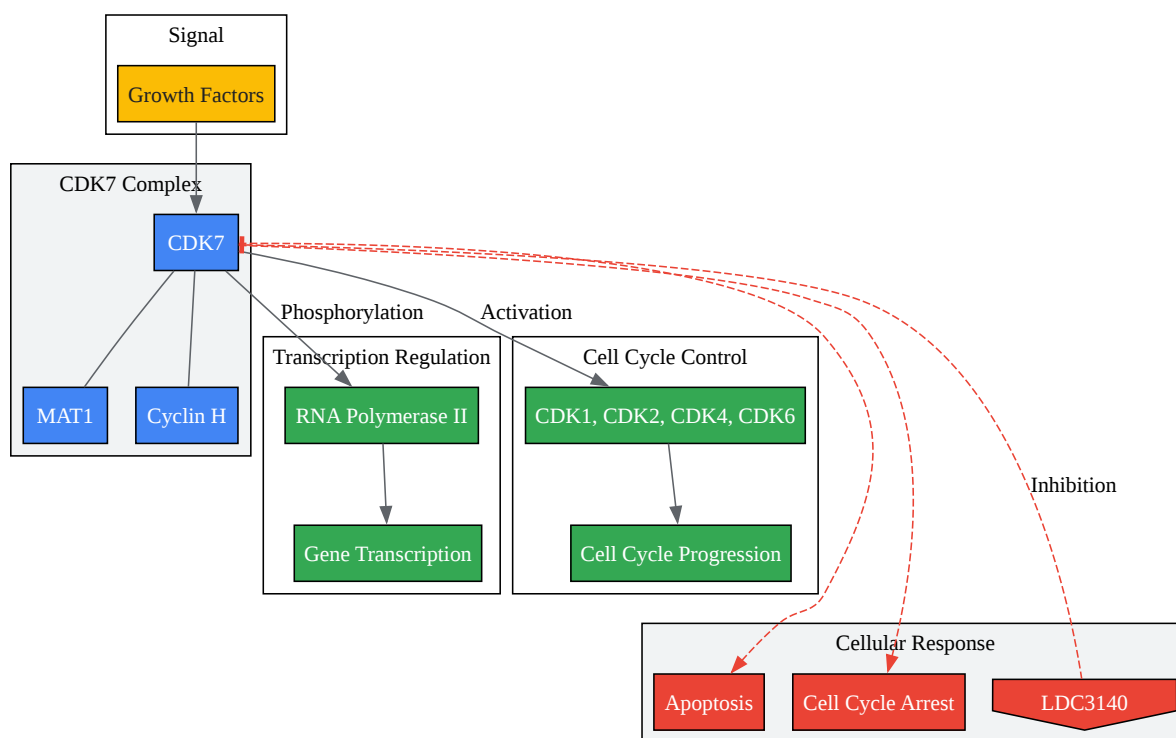 Signal
Growth Factors
CDK7 Complex
CDK7
Phosphorylation
Activation
Transcription Regulation
Cell Cycle Control
MAT1
Cyclin H
RNA Polymerase II
CDK1, CDK2, CDK4, CDK6
Inhibition
Gene Transcription
Cell Cycle Progression
Cellular Response
Apoptosis
Cell Cycle Arrest
LDC3140